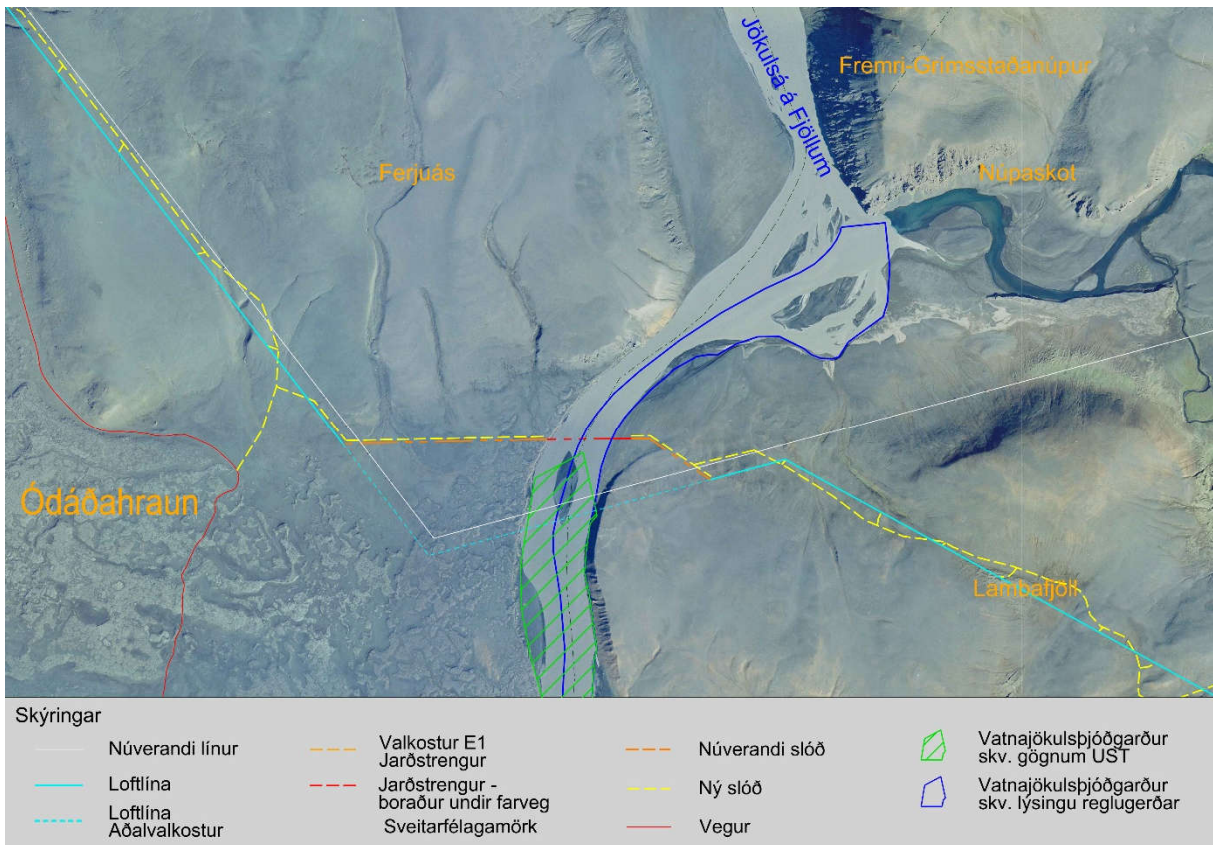 Jökulsá á Fjöllum
Fremri-Grímsstaðanúpur
Ferjuás
Núpaskot
Ódáðahraun
Lambafjöll
Skýringar
Núverandi línur
Loftlína
Loftlína
Aðalvalkostur
Valkostur E1
Jarðstrengur
Jarðstrengur -
boraður undir farveg
Sveitarfélagamörk
Núverandi slóð
Ný slóð
Vegur
Vatnajökulsþjóðgarður
skv. gögnum UST
Vatnajökulsþjóðgarður
skv. lýsingu reglugerðar